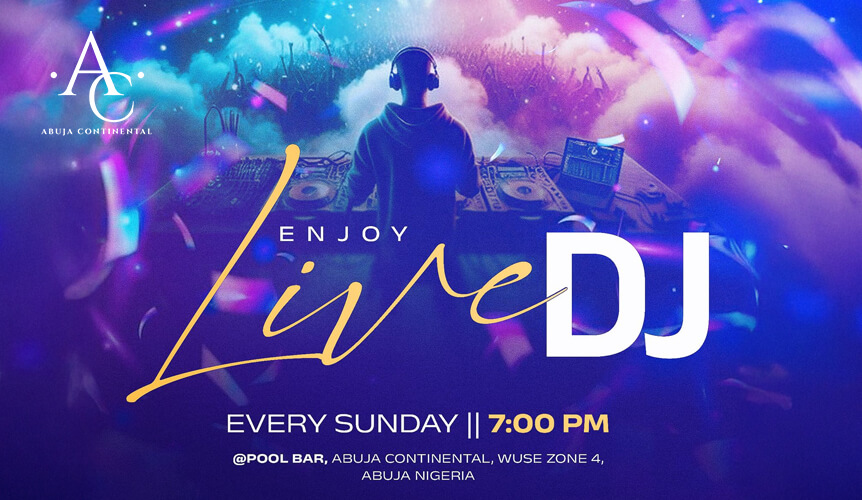 AC
ABUJA CONTINENTAL
ENJOY
Live DJ
EVERY SUNDAY || 7:00 PM
@POOL BAR, ABUJA CONTINENTAL, WUSE ZONE 4,
ABUJA NIGERIA